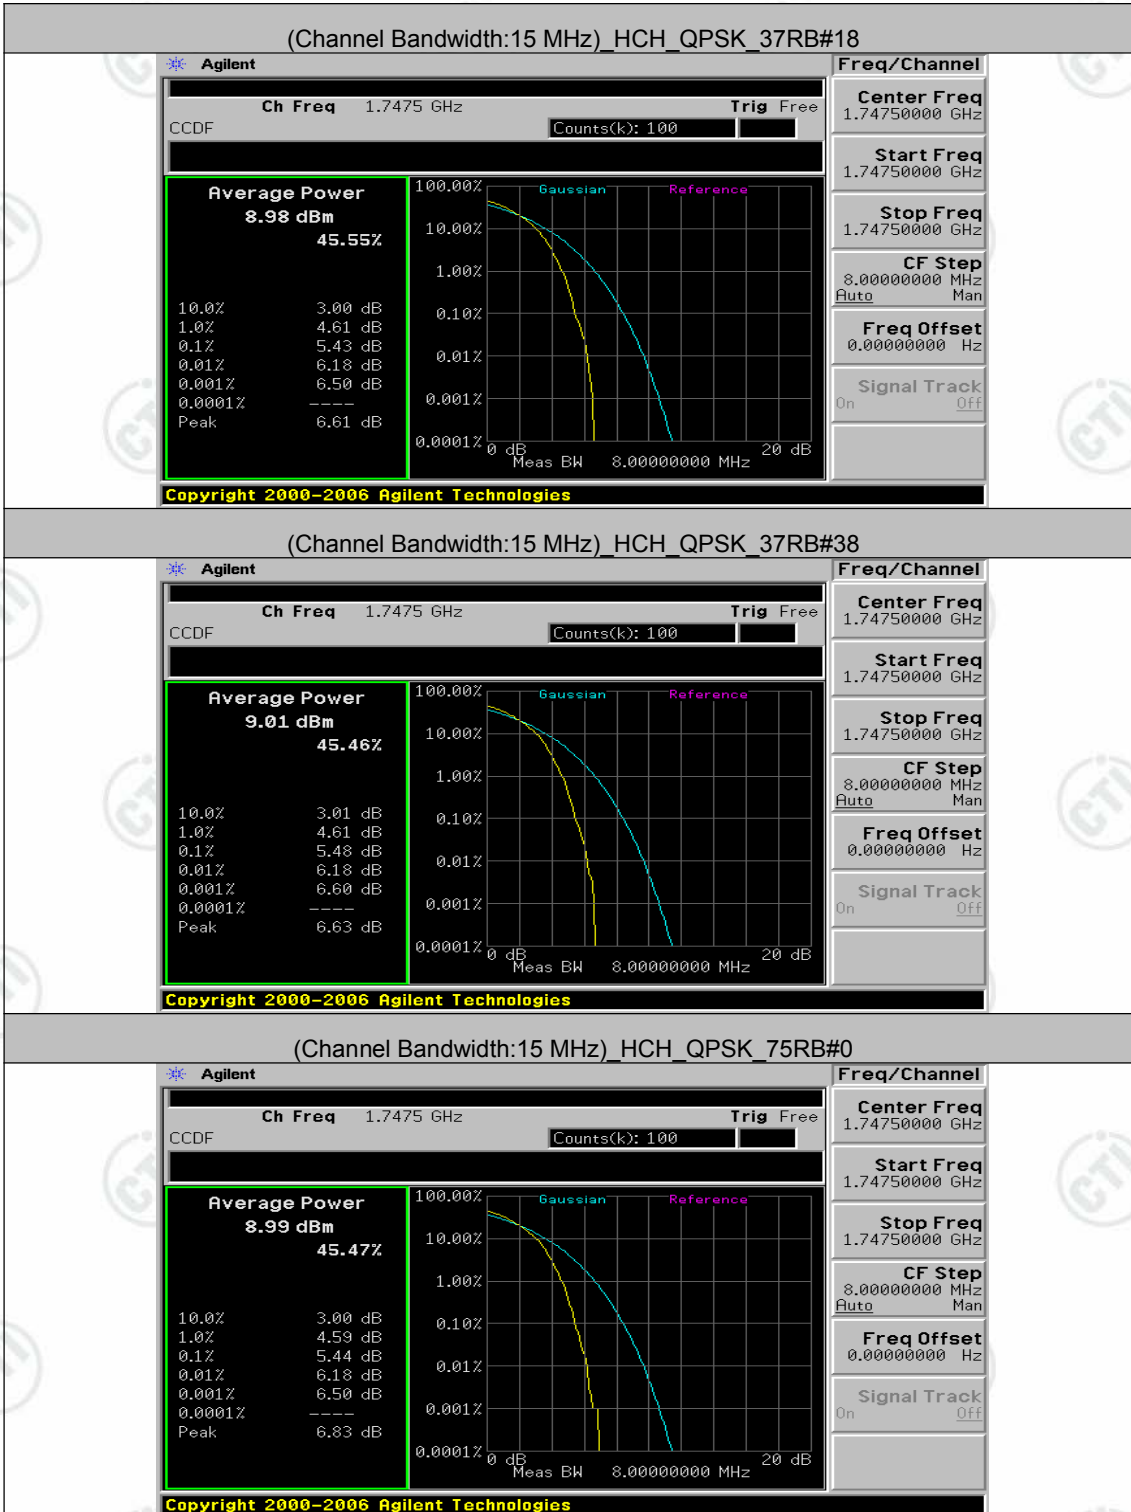 (Channel Bandwidth:15 MHz)_HCH_QPSK_37RB#18
Agilent
Freq/Channel
Ch Freq 1.7475 GHz Trig Free
CCDF Counts(k): 100
Average Power
8.98 dBm
45.55%
10.0% 3.00 dB
1.0% 4.61 dB
0.1% 5.43 dB
0.01% 6.18 dB
0.001% 6.50 dB
0.0001% ----
Peak 6.61 dB
Gaussian Reference
100.00%
10.00%
1.00%
0.10%
0.01%
0.001%
0.0001%
0 dB 20 dB
Meas BW 8.00000000 MHz
Center Freq
1.74750000 GHz
Start Freq
1.74750000 GHz
Stop Freq
1.74750000 GHz
CF Step
8.00000000 MHz
Auto Man
Freq Offset
0.00000000 Hz
Signal Track
On Off
Copyright 2000-2006 Agilent Technologies
(Channel Bandwidth:15 MHz)_HCH_QPSK_37RB#38
Agilent
Freq/Channel
Ch Freq 1.7475 GHz Trig Free
CCDF Counts(k): 100
Average Power
9.01 dBm
45.46%
10.0% 3.01 dB
1.0% 4.61 dB
0.1% 5.48 dB
0.01% 6.18 dB
0.001% 6.60 dB
0.0001% ----
Peak 6.63 dB
Gaussian Reference
100.00%
10.00%
1.00%
0.10%
0.01%
0.001%
0.0001%
0 dB 20 dB
Meas BW 8.00000000 MHz
Center Freq
1.74750000 GHz
Start Freq
1.74750000 GHz
Stop Freq
1.74750000 GHz
CF Step
8.00000000 MHz
Auto Man
Freq Offset
0.00000000 Hz
Signal Track
On Off
Copyright 2000-2006 Agilent Technologies
(Channel Bandwidth:15 MHz)_HCH_QPSK_75RB#0
Agilent
Freq/Channel
Ch Freq 1.7475 GHz Trig Free
CCDF Counts(k): 100
Average Power
8.99 dBm
45.47%
10.0% 3.00 dB
1.0% 4.59 dB
0.1% 5.44 dB
0.01% 6.18 dB
0.001% 6.50 dB
0.0001% ----
Peak 6.83 dB
Gaussian Reference
100.00%
10.00%
1.00%
0.10%
0.01%
0.001%
0.0001%
0 dB 20 dB
Meas BW 8.00000000 MHz
Center Freq
1.74750000 GHz
Start Freq
1.74750000 GHz
Stop Freq
1.74750000 GHz
CF Step
8.00000000 MHz
Auto Man
Freq Offset
0.00000000 Hz
Signal Track
On Off
Copyright 2000-2006 Agilent Technologies
CTI